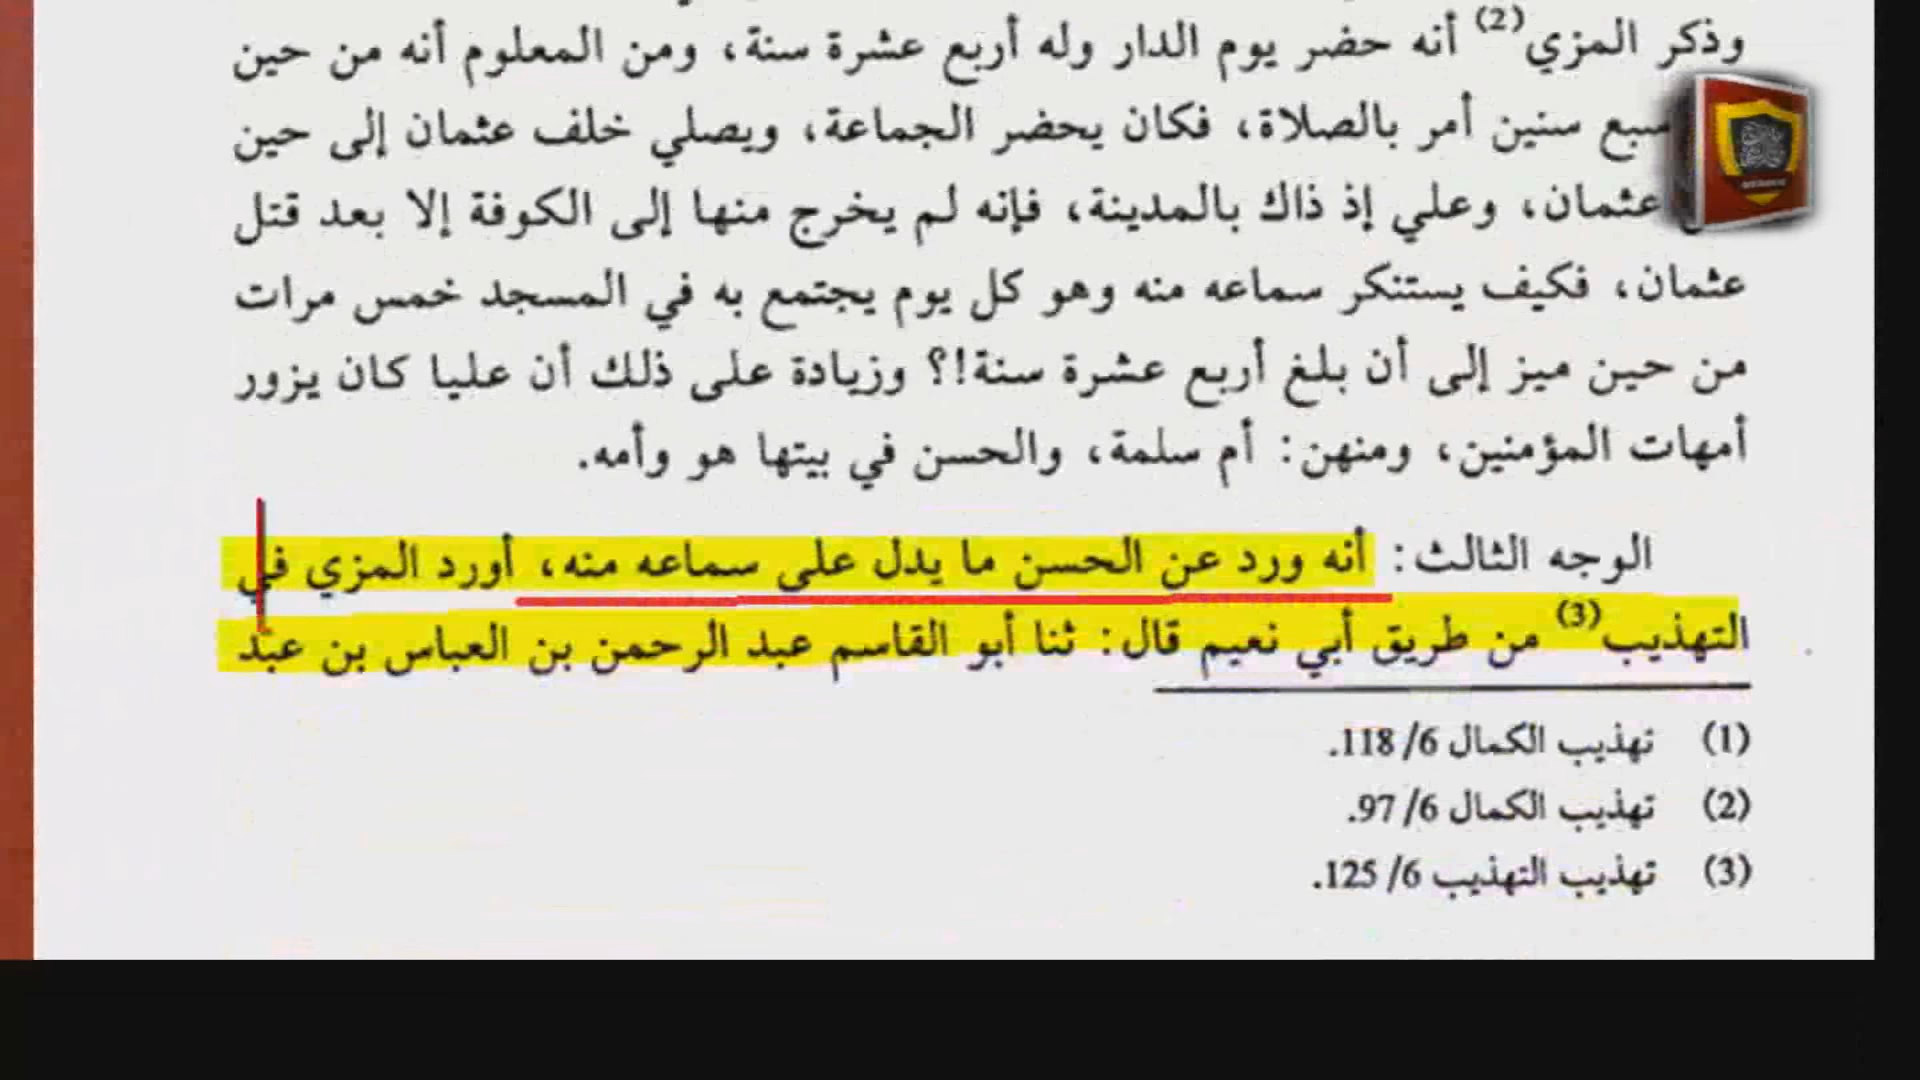 وذكر المزي(2) أنه حضر يوم الدار وله أربع عشرة سنة، ومن المعلوم أنه من حين
سبع سنين أمر بالصلاة، فكان يحضر الجماعة، ويصلي خلف عثمان إلى حين
عثمان، وعلي إذ ذاك بالمدينة، فإنه لم يخرج منها إلى الكوفة إلا بعد قتل
عثمان، فكيف يستنكر سماعه منه وهو كل يوم يجتمع به في المسجد خمس مرات
من حين ميز إلى أن بلغ أربع عشرة سنة!؟ وزيادة على ذلك أن عليا كان يزور
أمهات المؤمنين، ومنهن: أم سلمة، والحسن في بيتها هو وأمه.
الوجه الثالث: أنه ورد عن الحسن ما يدل على سماعه منه، أورد المزي في
التهذيب(3) من طريق أبي نعيم قال: ثنا أبو القاسم عبد الرحمن بن العباس بن عبد
(1) تهذيب الكمال 6/ 118.
(2) تهذيب الكمال 6/ 97.
(3) تهذيب التهذيب 6/ 125.